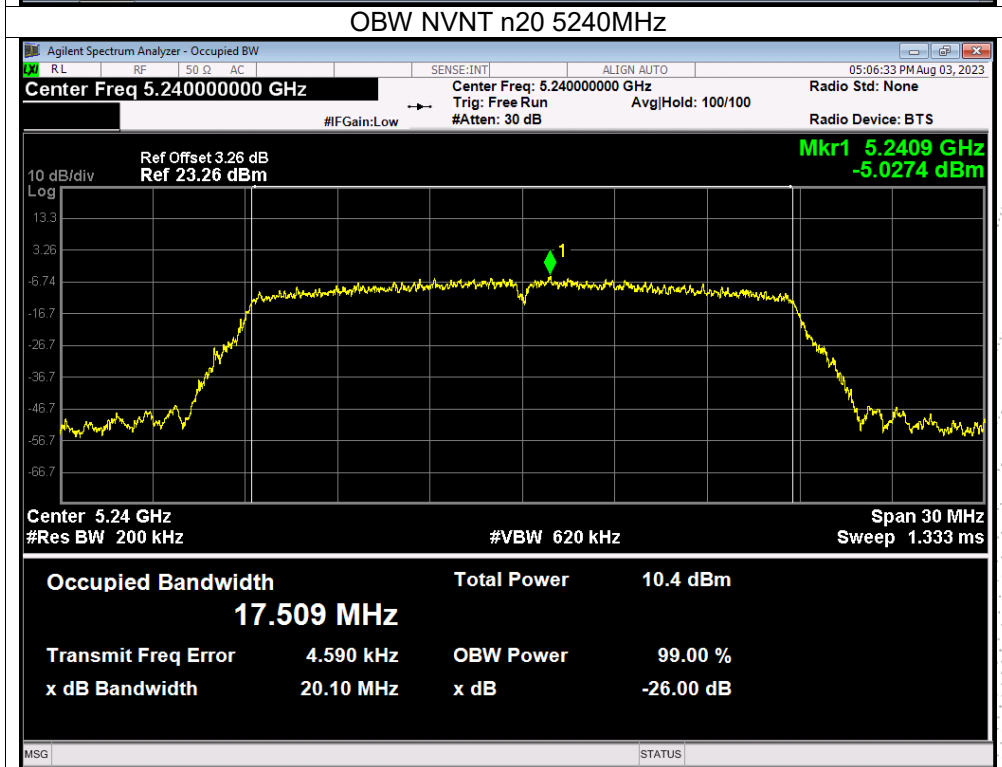 OBW NVNT n20 5240MHz
Agilent Spectrum Analyzer - Occupied BW
LXI RL RF 50 Ω AC SENSE:INT ALIGN AUTO 05:06:33 PM Aug 03, 2023
Center Freq 5.240000000 GHz Center Freq: 5.240000000 GHz Radio Std: None
Trig: Free Run Avg|Hold: 100/100
#IFGain:Low #Atten: 30 dB Radio Device: BTS
Mkr1 5.2409 GHz
-5.0274 dBm
Ref Offset 3.26 dB
10 dB/div Ref 23.26 dBm
Log
13.3
3.26
1
-6.74
-16.7
-26.7
-36.7
-46.7
-56.7
-66.7
Center 5.24 GHz Span 30 MHz
#Res BW 200 kHz #VBW 620 kHz Sweep 1.333 ms
Occupied Bandwidth Total Power 10.4 dBm
17.509 MHz
Transmit Freq Error 4.590 kHz OBW Power 99.00 %
x dB Bandwidth 20.10 MHz x dB -26.00 dB
MSG STATUS